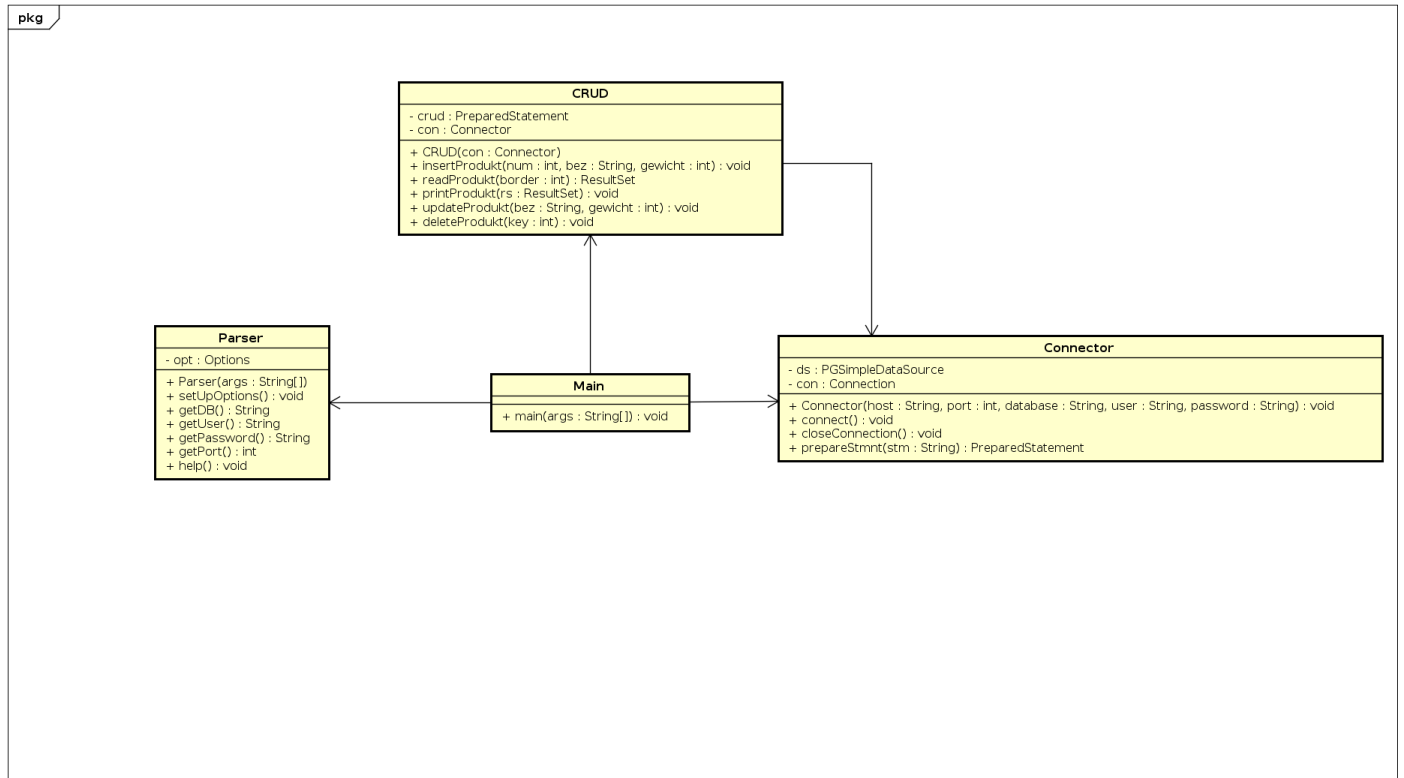 pkg
CRUD
- crud : PreparedStatement
- con : Connector
+ CRUD(con : Connector)
+ insertProdukt(num : int, bez : String, gewicht : int) : void
+ readProdukt(border : int) : ResultSet
+ printProdukt(rs : ResultSet) : void
+ updateProdukt(bez : String, gewicht : int) : void
+ deleteProdukt(key : int) : void
Parser
- opt : Options
+ Parser(args : String[])
+ setUpOptions() : void
+ getDB() : String
+ getUser() : String
+ getPassword() : String
+ getPort() : int
+ help() : void
Main
+ main(args : String[]) : void
Connector
- ds : PGSimpleDataSource
- con : Connection
+ Connector(host : String, port : int, database : String, user : String, password : String) : void
+ connect() : void
+ closeConnection() : void
+ prepareStmnt(stm : String) : PreparedStatement